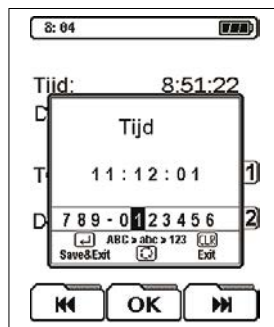 8:04
Tijd: 8:51:22
D
Tijd
T 11:12:01 1
D 789-0123456 2
ABC>abc>123 CLR
Save&Exit Exit
OK